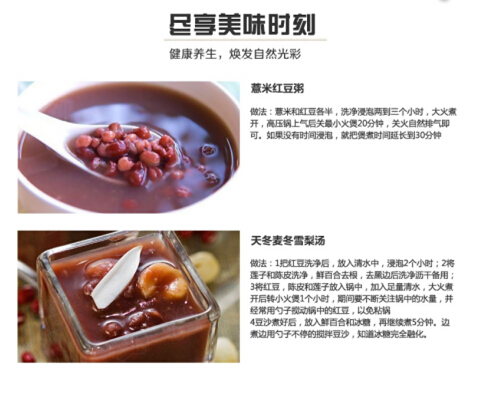 尽享美味时刻
健康养生，焕发自然光彩
薏米红豆粥
做法：薏米和红豆各半，洗净浸泡两到三个小时，大火煮
开，高压锅上气后关最小火煲20分钟，关火自然排气即
可。如果没有时间浸泡，就把煲煮时间延长到30分钟
天冬麦冬雪梨汤
做法：1把红豆洗净后，放入清水中，浸泡2个小时；2将
莲子和陈皮洗净，鲜百合去根，去黑边后洗净沥干备用；
3将红豆，陈皮和莲子放入锅中，加入足量清水，大火煮
开后转小火煲1个小时，期间要不断关注锅中的水量，并
经常用勺子搅动锅中的红豆，以免粘锅
4豆沙煮好后，放入鲜百合和冰糖，再继续煮5分钟。边
煮边用勺子不停的搅拌豆沙，知道冰糖完全融化。